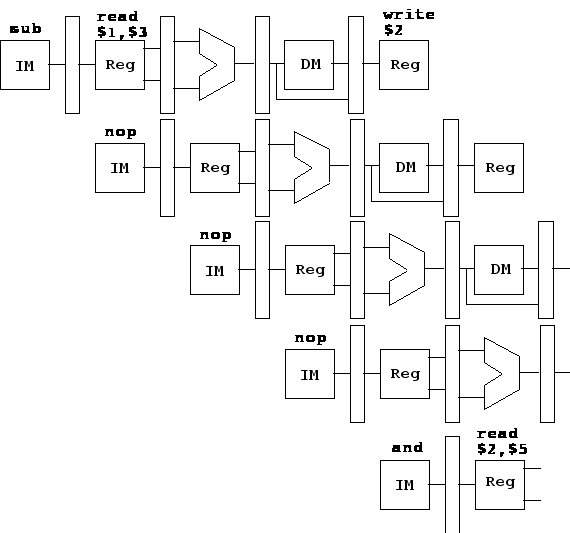 sub
read
$1,$3
write
$2
IM
Reg
DM
Reg
nop
IM
Reg
DM
Reg
nop
IM
Reg
DM
nop
IM
Reg
and
read
$2,$5
IM
Reg